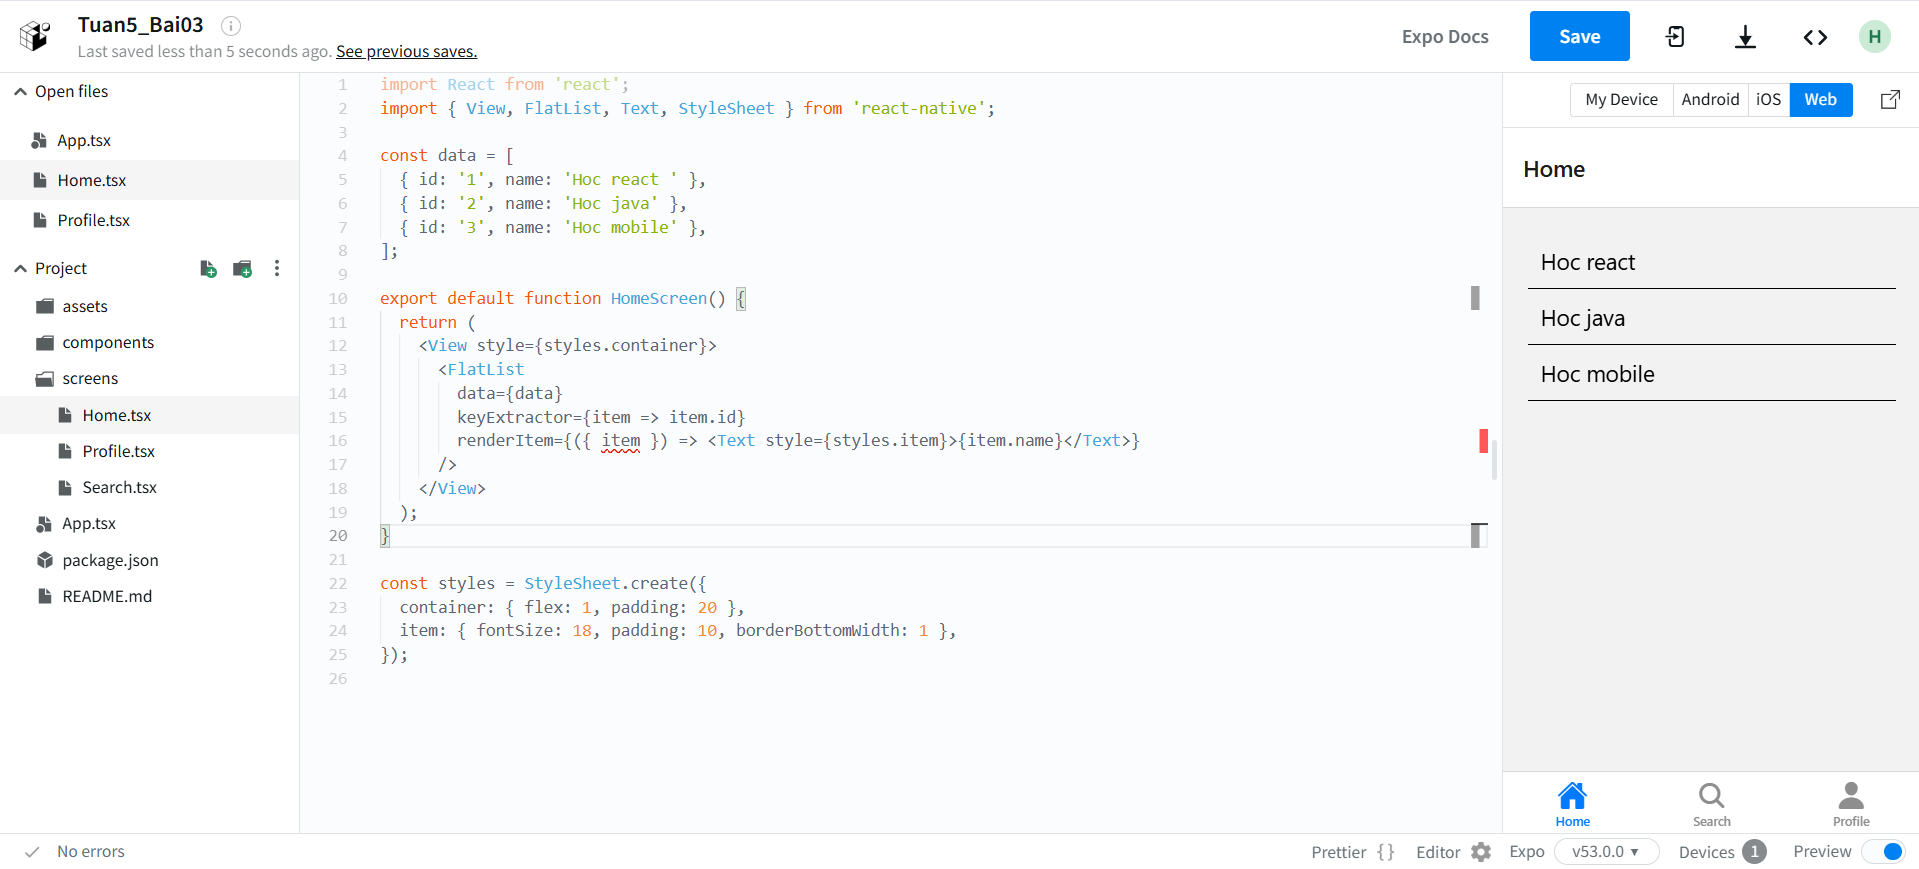 Tuan5_Bai03
Last saved less than 5 seconds ago. See previous saves.
Expo Docs
Save
H
Open files
App.tsx
Home.tsx
Profile.tsx
Project
assets
components
screens
Home.tsx
Profile.tsx
Search.tsx
App.tsx
package.json
README.md
1 import React from 'react';
2 import { View, FlatList, Text, StyleSheet } from 'react-native';
3
4 const data = [
5   { id: '1', name: 'Hoc react ' },
6   { id: '2', name: 'Hoc java' },
7   { id: '3', name: 'Hoc mobile' },
8 ];
9
10 export default function HomeScreen() {
11   return (
12     <View style={styles.container}>
13       <FlatList
14         data={data}
15         keyExtractor={item => item.id}
16         renderItem={({ item }) => <Text style={styles.item}>{item.name}</Text>}
17       />
18     </View>
19   );
20 }
21
22 const styles = StyleSheet.create({
23   container: { flex: 1, padding: 20 },
24   item: { fontSize: 18, padding: 10, borderBottomWidth: 1 },
25 });
26
My Device Android iOS Web
Home
Hoc react
Hoc java
Hoc mobile
Home Search Profile
No errors
Prettier {} Editor Expo v53.0.0 Devices 1 Preview